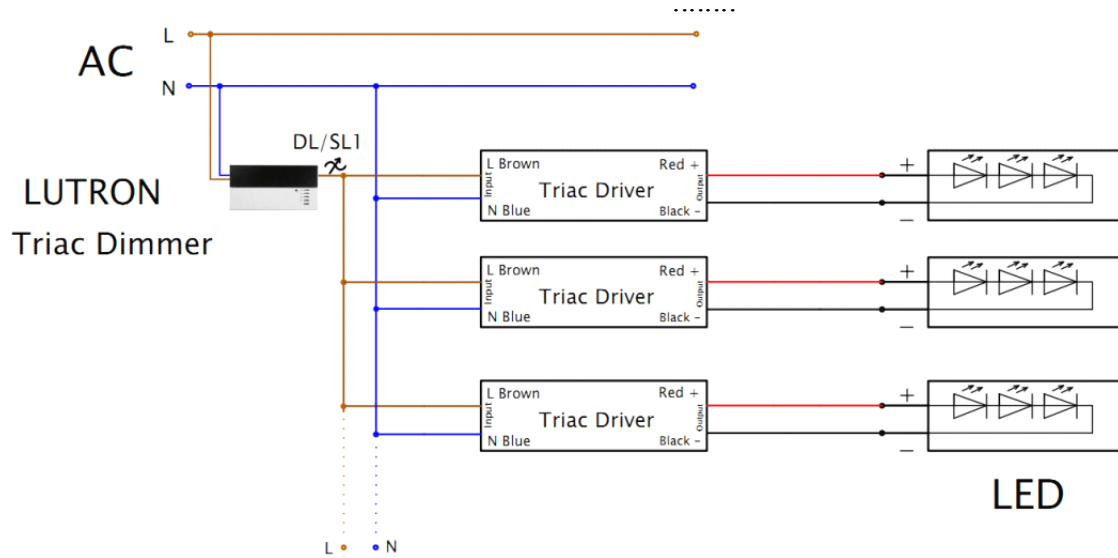 ........
L
AC
N
DL/SL1
LUTRON
Triac Dimmer
L Brown
Input
N Blue
Triac Driver
Red +
Output
Black -
+
−
L Brown
Input
N Blue
Triac Driver
Red +
Output
Black -
+
−
L Brown
Input
N Blue
Triac Driver
Red +
Output
Black -
+
−
LED
L
N